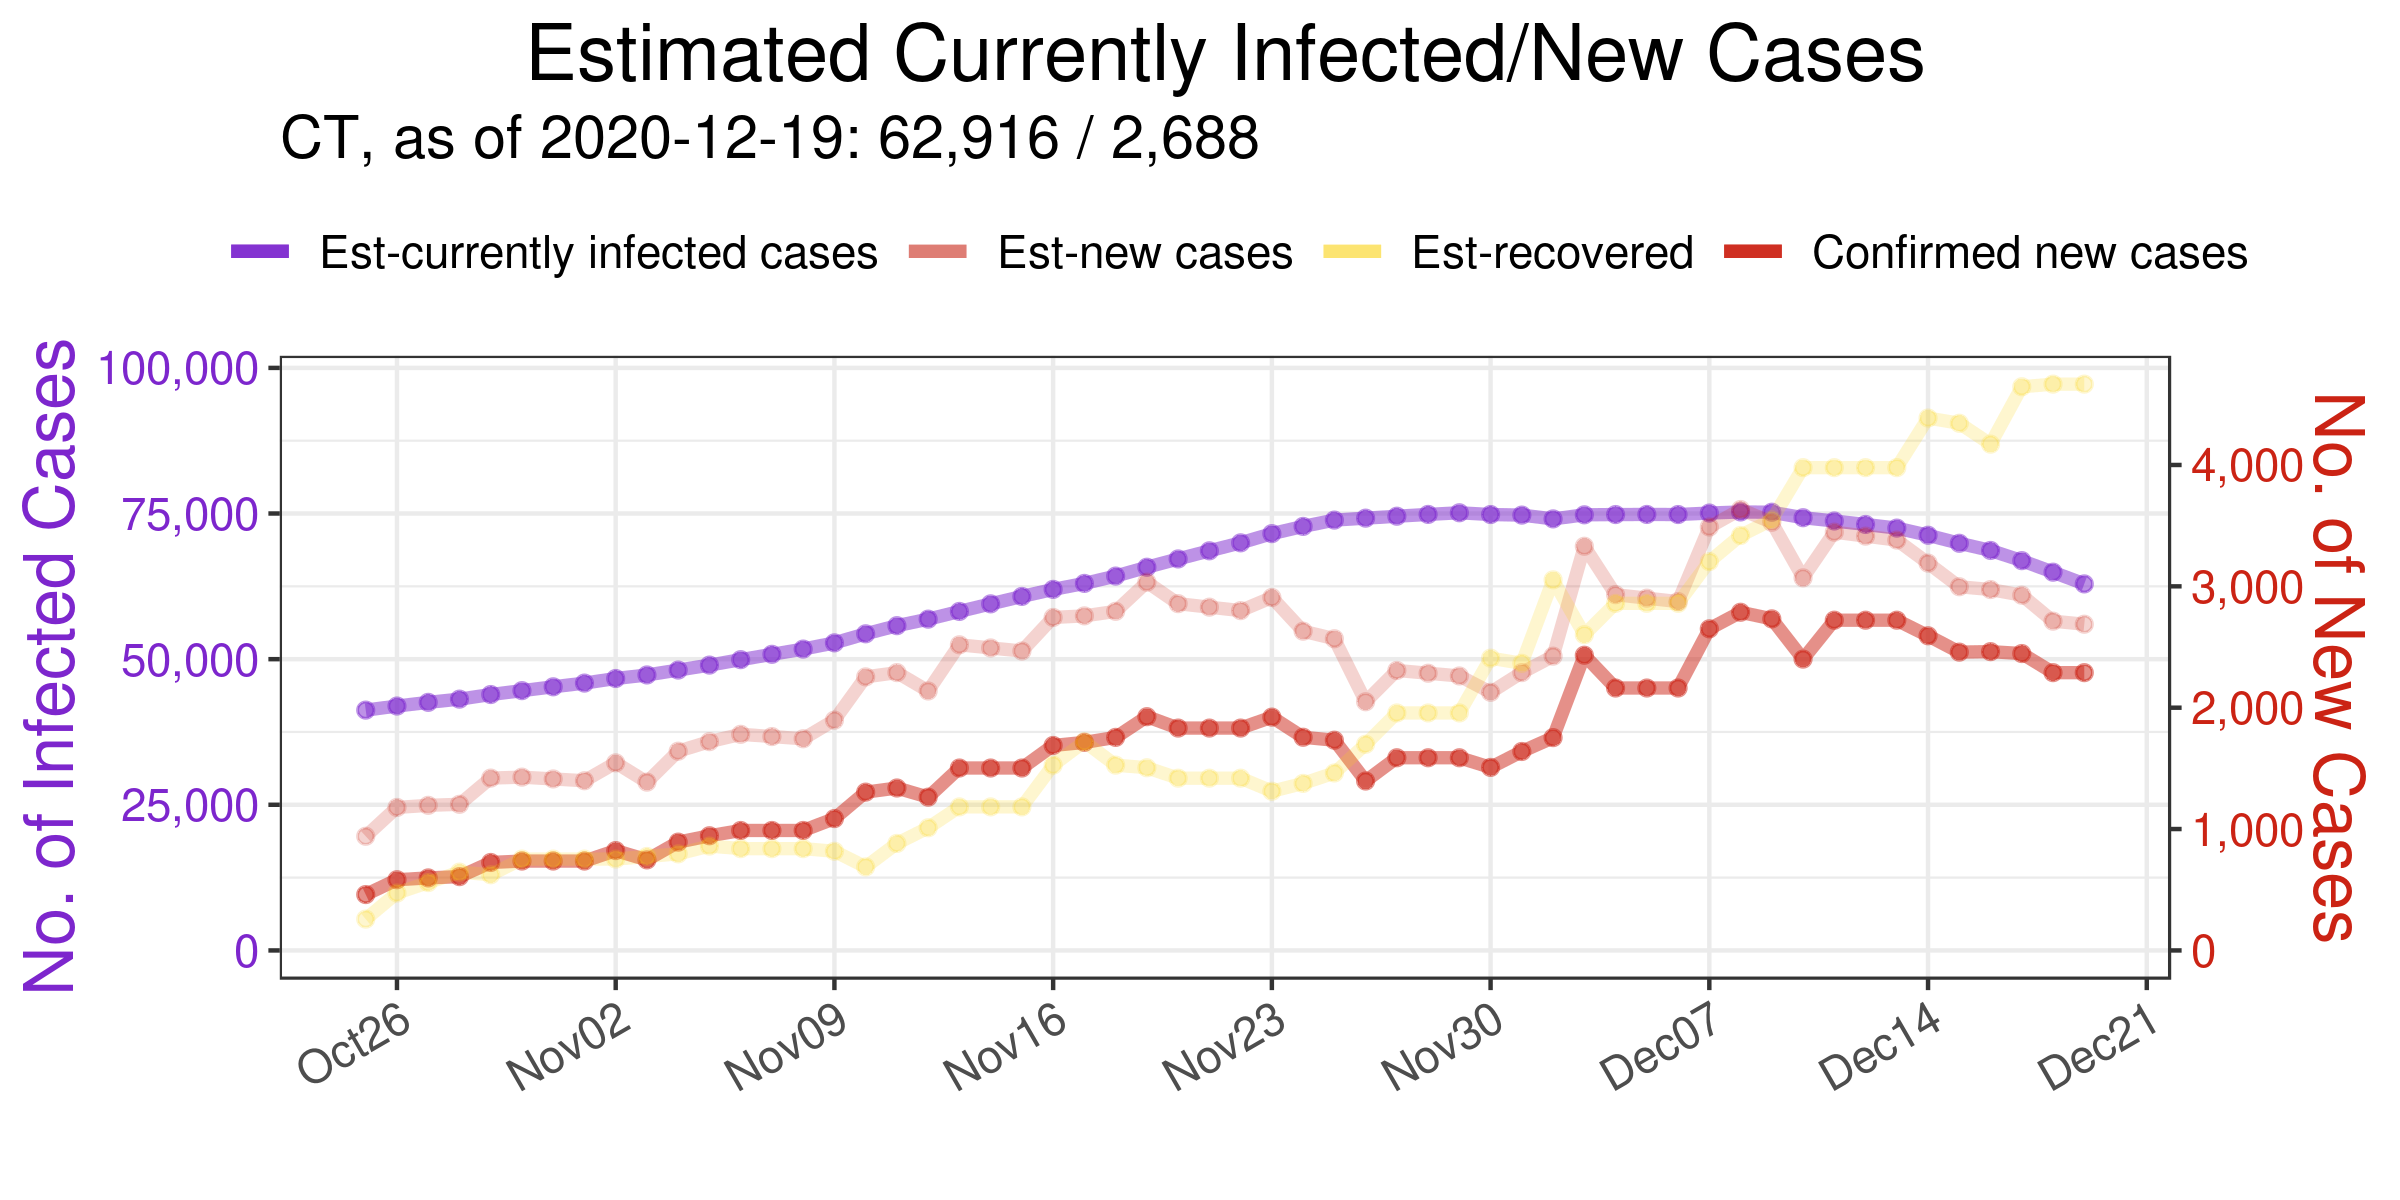 Estimated Currently Infected/New Cases
CT, as of 2020-12-19: 62,916 / 2,688
Est-currently infected cases Est-new cases Est-recovered Confirmed new cases
No. of Infected Cases
100,000
75,000
50,000
25,000
0
4,000
3,000
2,000
1,000
0
No. of New Cases
Oct26 Nov02 Nov09 Nov16 Nov23 Nov30 Dec07 Dec14 Dec21